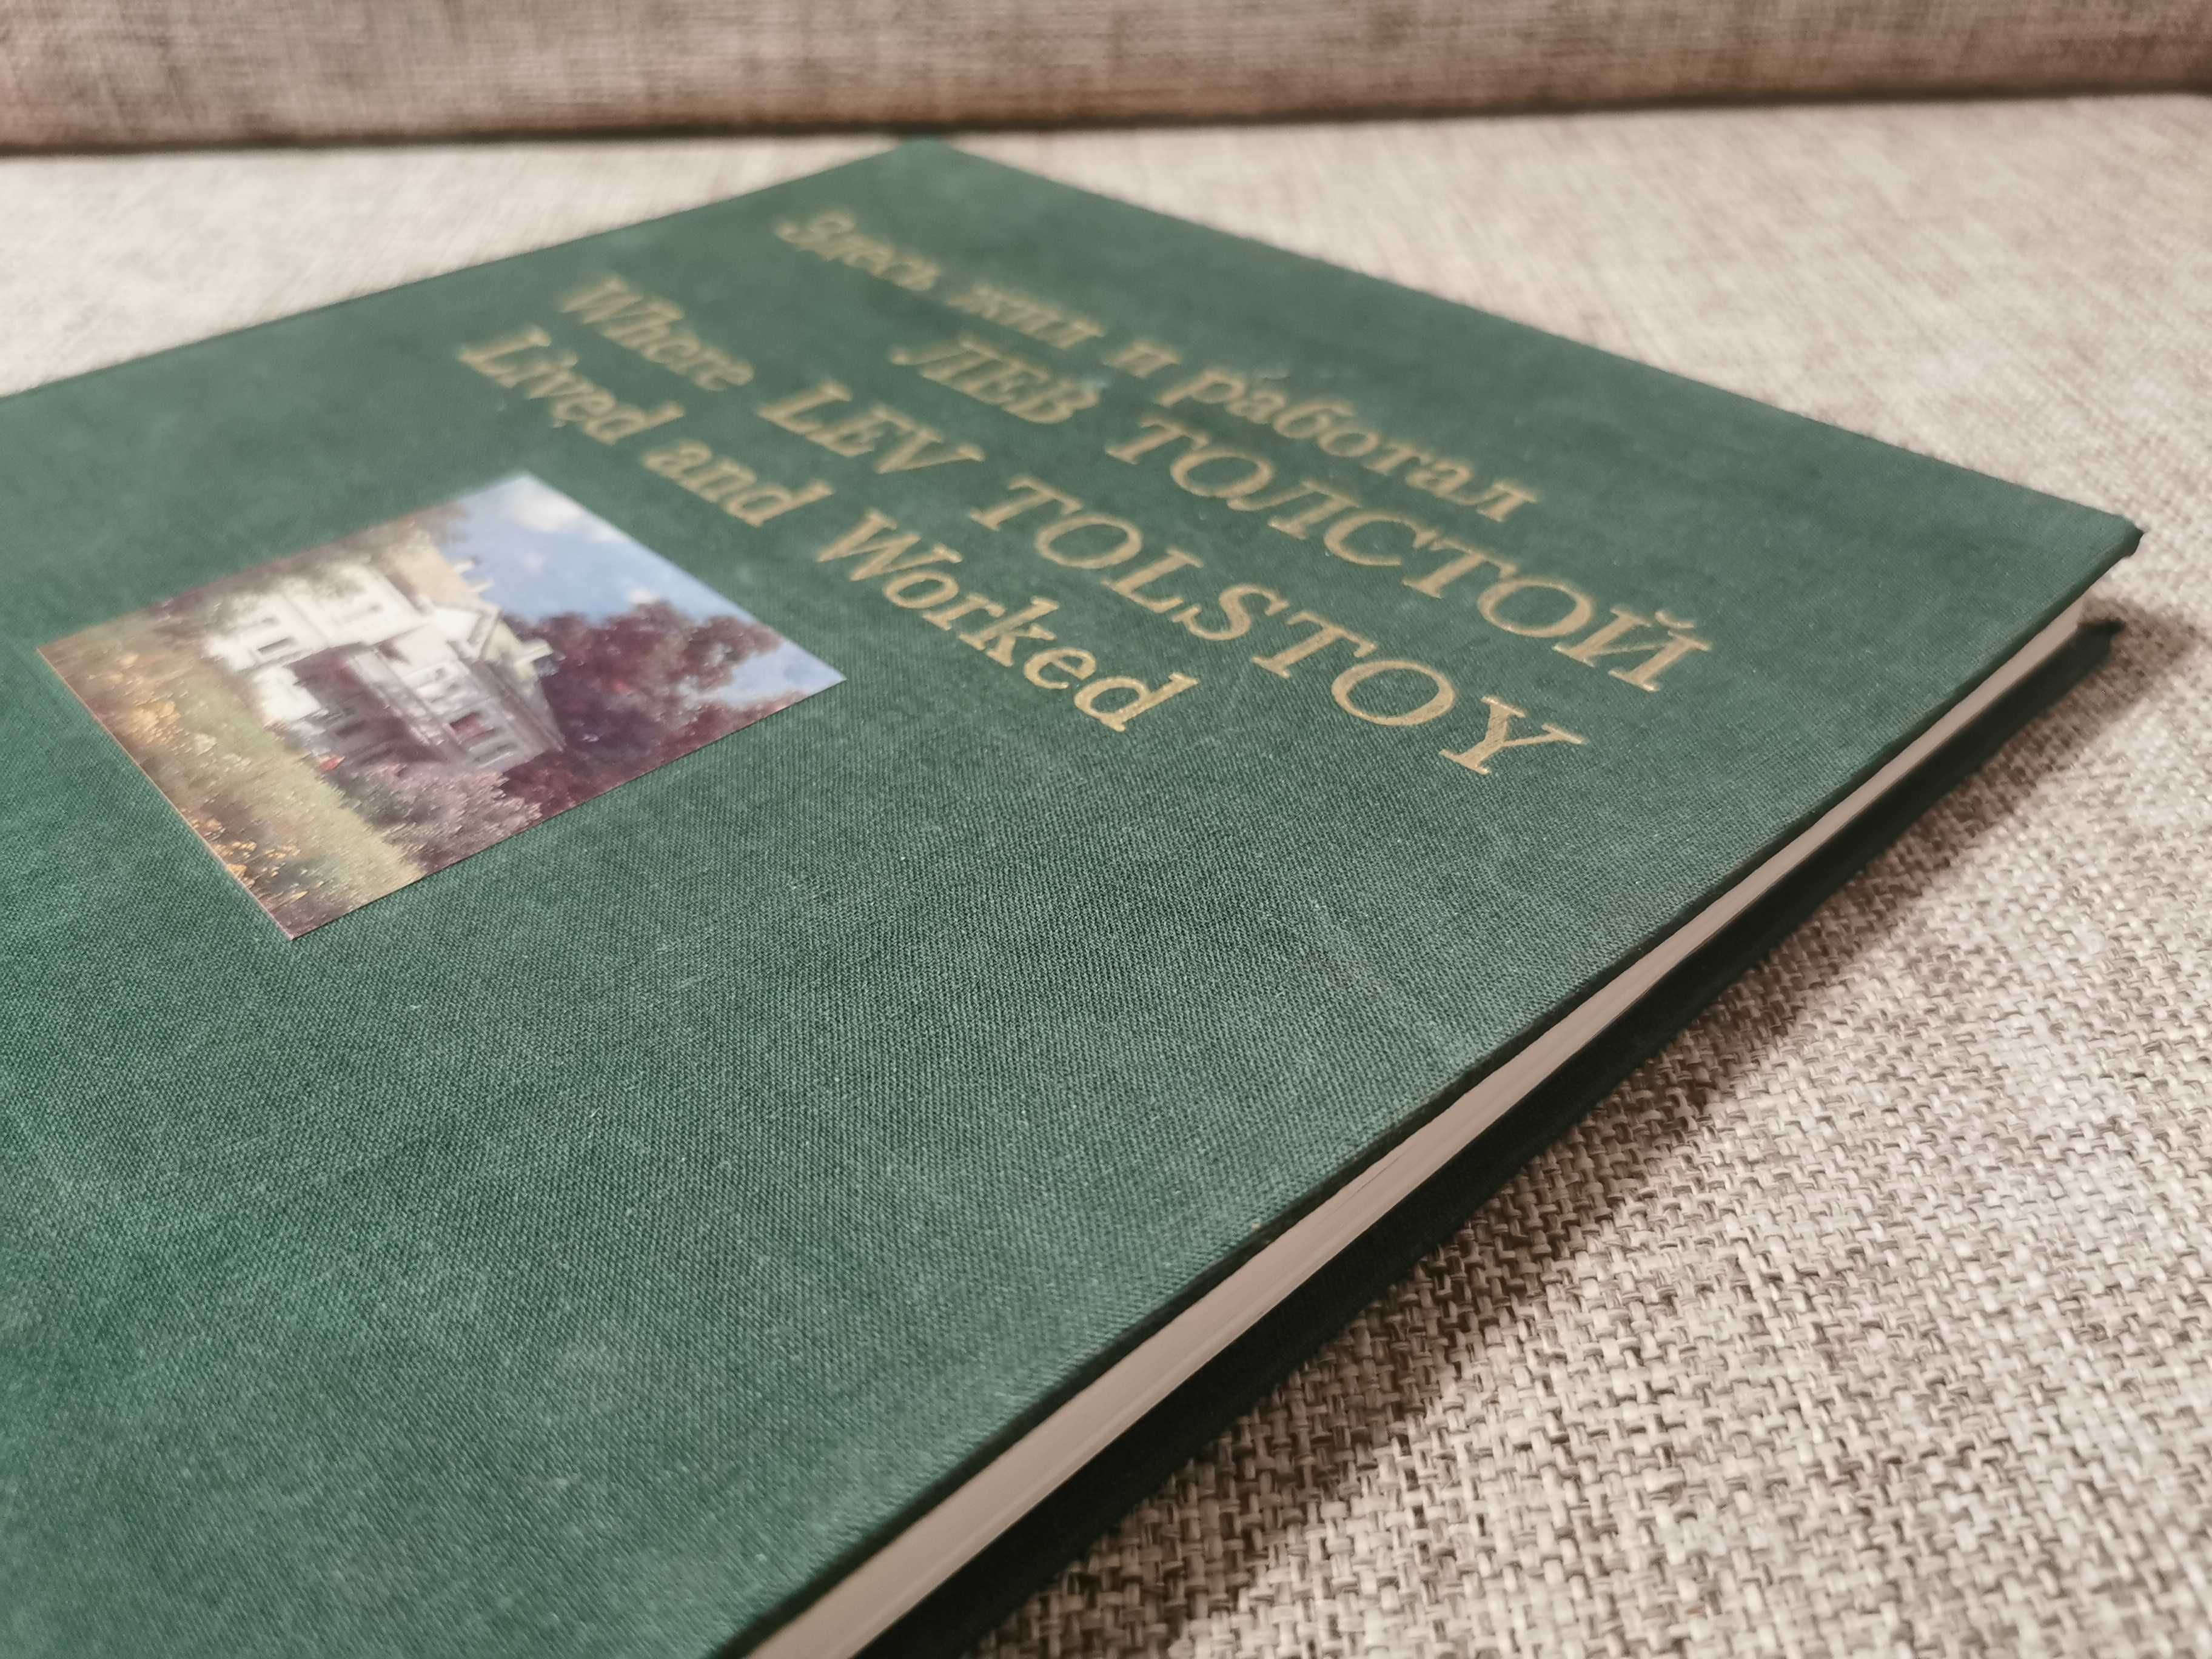 Здесь жил и работал
ЛЕВ ТОЛСТОЙ
Where LEV TOLSTOY
Lived and Worked